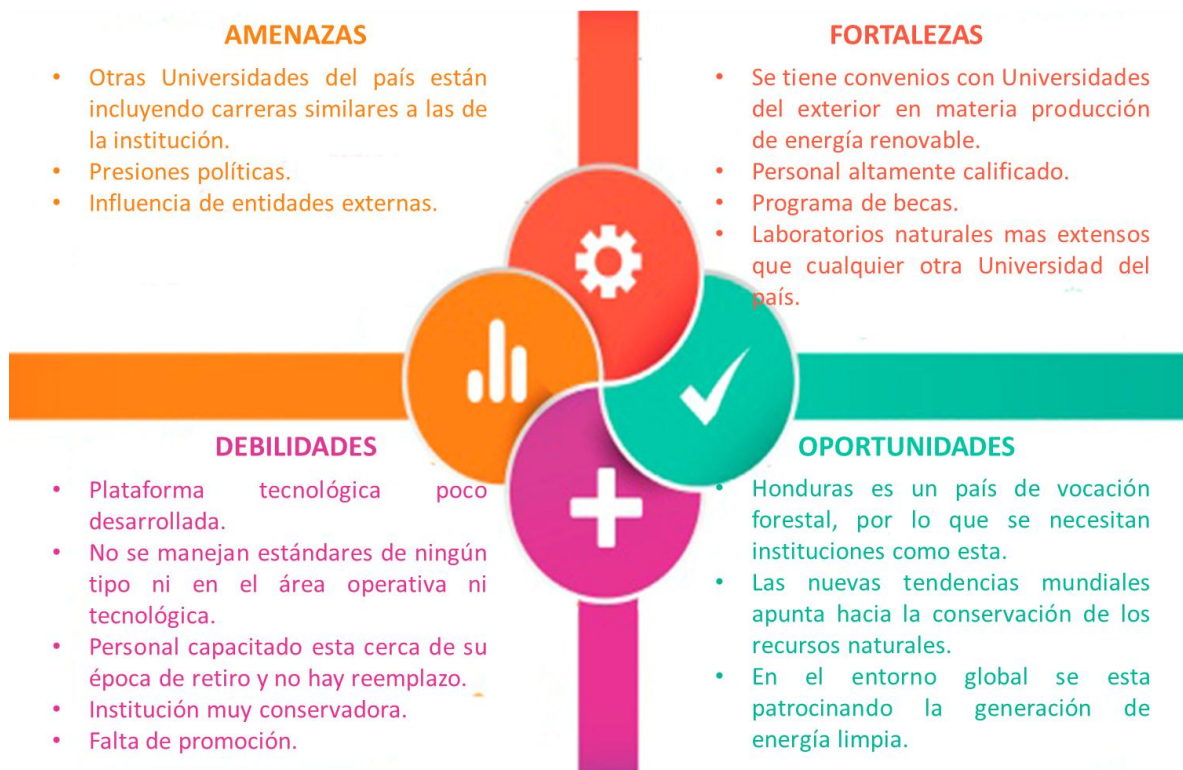 AMENAZAS
• Otras Universidades del país están
incluyendo carreras similares a las de
la institución.
• Presiones políticas.
• Influencia de entidades externas.
FORTALEZAS
• Se tiene convenios con Universidades
del exterior en materia producción
de energía renovable.
• Personal altamente calificado.
• Programa de becas.
• Laboratorios naturales mas extensos
que cualquier otra Universidad del
país.
DEBILIDADES
• Plataforma tecnológica poco
desarrollada.
• No se manejan estándares de ningún
tipo ni en el área operativa ni
tecnológica.
• Personal capacitado esta cerca de su
época de retiro y no hay reemplazo.
• Institución muy conservadora.
• Falta de promoción.
OPORTUNIDADES
• Honduras es un país de vocación
forestal, por lo que se necesitan
instituciones como esta.
• Las nuevas tendencias mundiales
apunta hacia la conservación de los
recursos naturales.
• En el entorno global se esta
patrocinando la generación de
energía limpia.